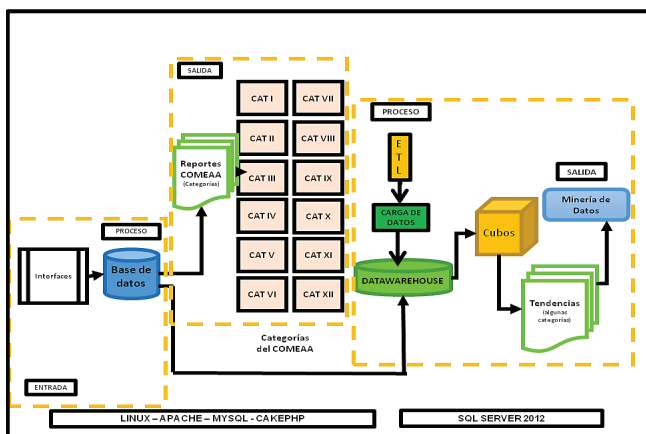 SALIDA
CAT I
CAT VII
CAT II
CAT VIII
CAT III
CAT IX
CAT IV
CAT X
CAT V
CAT XI
CAT VI
CAT XII
Reportes
COMEAA
(Categorías)
Categorías
del COMEAA
PROCESO
Interfaces
Base de
datos
ENTRADA
PROCESO
E
T
L
CARGA DE
DATOS
DATAWAREHOUSE
Cubos
SALIDA
Minería de
Datos
Tendencias
(algunas
categorías)
LINUX – APACHE – MYSQL - CAKEPHP
SQL SERVER 2012